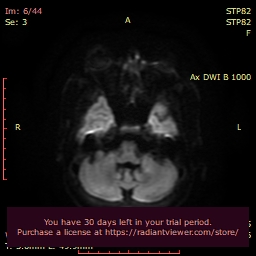 Im: 6/44
Se: 3
A
STP82
STP82
F
Ax DWI B 1000
R
L
You have 30 days left in your trial period.
Purchase a license at https://radiantviewer.com/store/